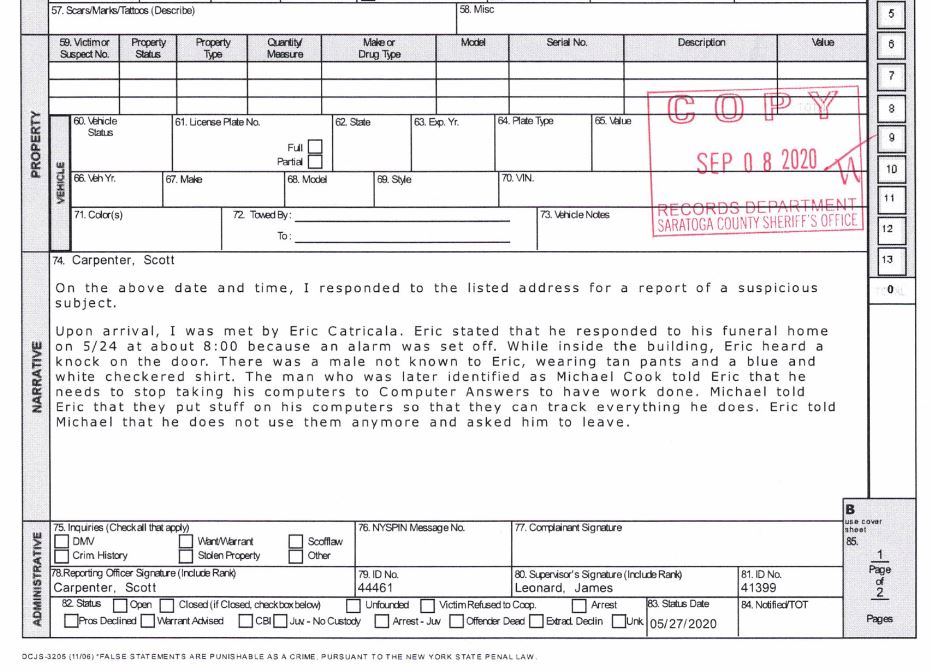 57. Scars/Marks/Tattoos (Describe)
58. Misc
5
59. Victim or Suspect No.
Property Status
Property Type
Quantity/ Measure
Make or Drug Type
Model
Serial No.
Description
Value
6
7
8
PROPERTY
COPY
SEP 08 2020
RECORDS DEPARTMENT
SARATOGA COUNTY SHERIFF'S OFFICE
VEHICLE
60. Vehicle Status
61. License Plate No.
Full
Partial
62. State
63. Exp. Yr.
64. Plate Type
65. Value
9
10
66. Veh Yr.
67. Make
68. Model
69. Style
70. VIN.
11
71. Color(s)
72. Towed By:
To:
73. Vehicle Notes
12
13
TOTAL
0
NARRATIVE
74. Carpenter, Scott
On the above date and time, I responded to the listed address for a report of a suspicious
subject.
Upon arrival, I was met by Eric Catricala. Eric stated that he responded to his funeral home
on 5/24 at about 8:00 because an alarm was set off. While inside the building, Eric heard a
knock on the door. There was a male not known to Eric, wearing tan pants and a blue and
white checkered shirt. The man who was later identified as Michael Cook told Eric that he
needs to stop taking his computers to Computer Answers to have work done. Michael told
Eric that they put stuff on his computers so that they can track everything he does. Eric told
Michael that he does not use them anymore and asked him to leave.
ADMINISTRATIVE
75. Inquiries (Check all that apply)
DMV
Want/Warrant
Scofflaw
Crim. History
Stolen Property
Other
76. NYSPIN Message No.
77. Complainant Signature
B
use cover
sheet
85.
1
Page
of
2
Pages
78.Reporting Officer Signature (Include Rank)
Carpenter, Scott
79. ID No.
44461
80. Supervisor's Signature (Include Rank)
Leonard, James
81. ID No.
41399
82. Status
Open
Closed (if Closed, check box below)
Unfounded
Victim Refused to Coop.
Arrest
Pros Declined
Warrant Advised
CBI
Juv. - No Custody
Arrest - Juv
Offender Dead
Extrad. Declin
Unk
83. Status Date
05/27/2020
84. Notified/TOT
DCJS-3205 (11/06) *FALSE STATEMENTS ARE PUNISHABLE AS A CRIME, PURSUANT TO THE NEW YORK STATE PENAL LAW.